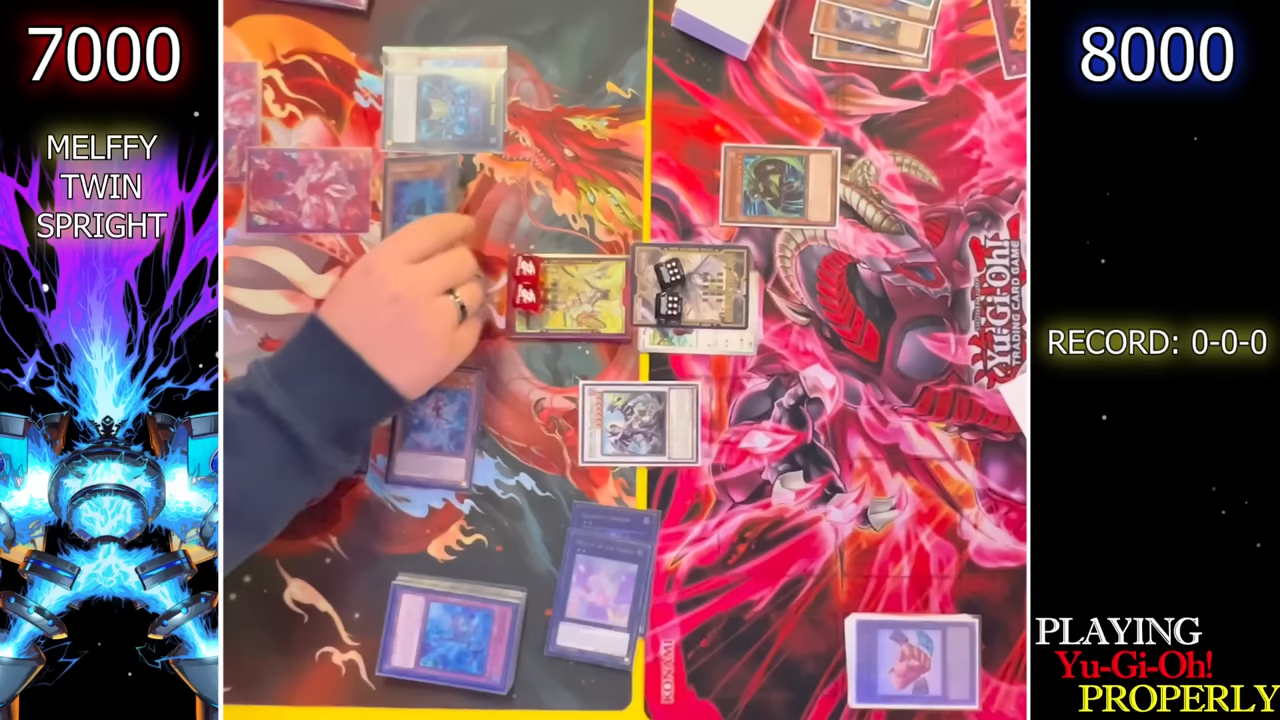 7000
MELFFY
TWIN
SPRIGHT
8000
RECORD: 0-0-0
Yu-Gi-Oh!
TRADING CARD GAME
KONAMI
PLAYING
Yu-Gi-Oh!
PROPERLY